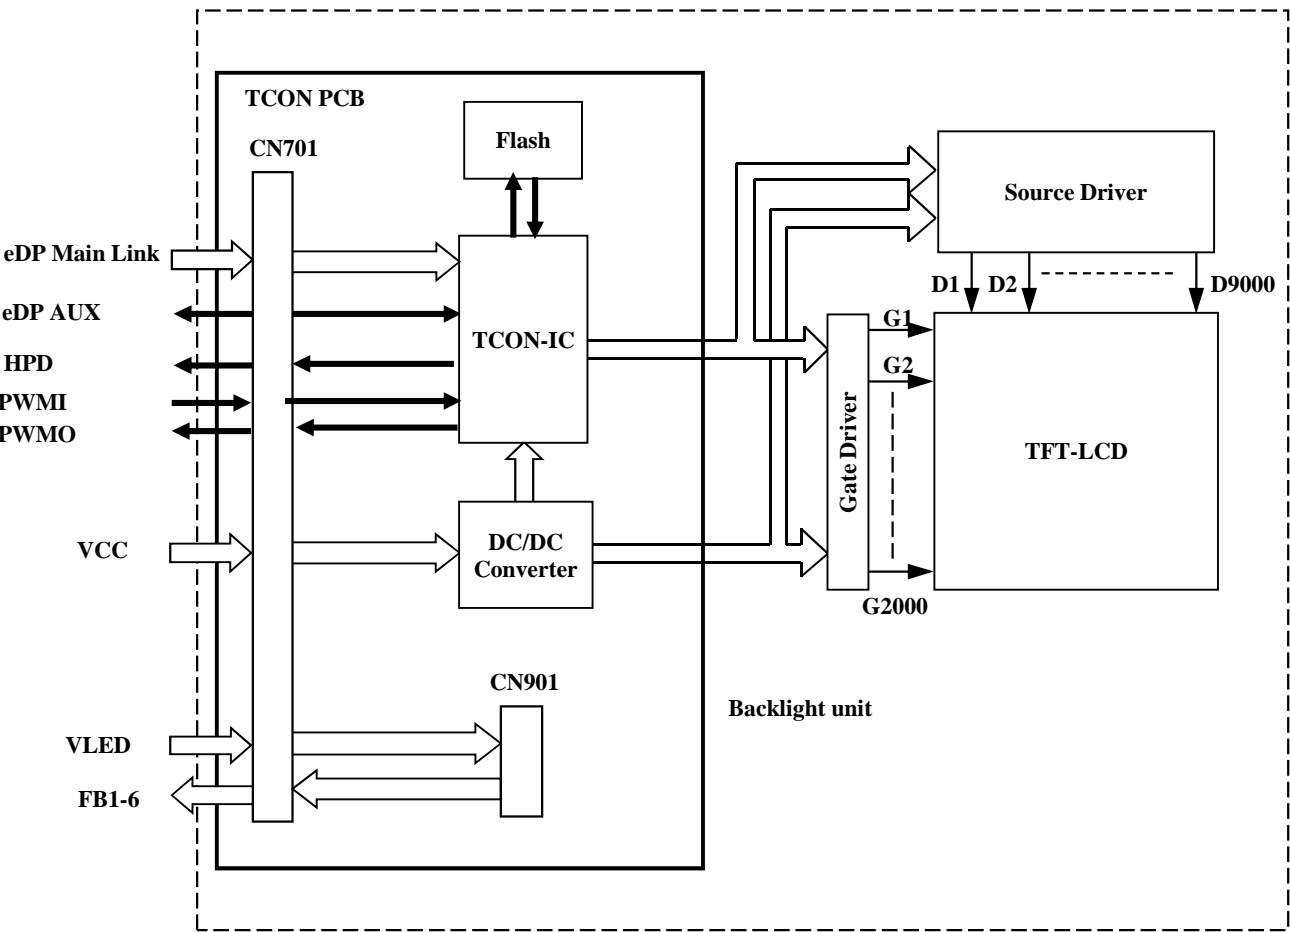 TCON PCB
CN701
Flash
Source Driver
eDP Main Link
eDP AUX
HPD
PWMI
PWMO
TCON-IC
D1
D2
D9000
G1
G2
Gate Driver
TFT-LCD
G2000
VCC
DC/DC
Converter
CN901
Backlight unit
VLED
FB1-6